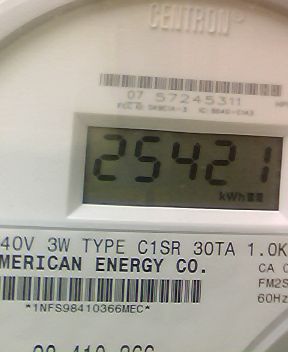 CENTRON
07 57245311
25421
kWh
40V 3W TYPE C1SR 30TA 1.0K
MERICAN ENERGY CO.
CA 0
FM2S
60Hz
*1NFS98410366MEC*